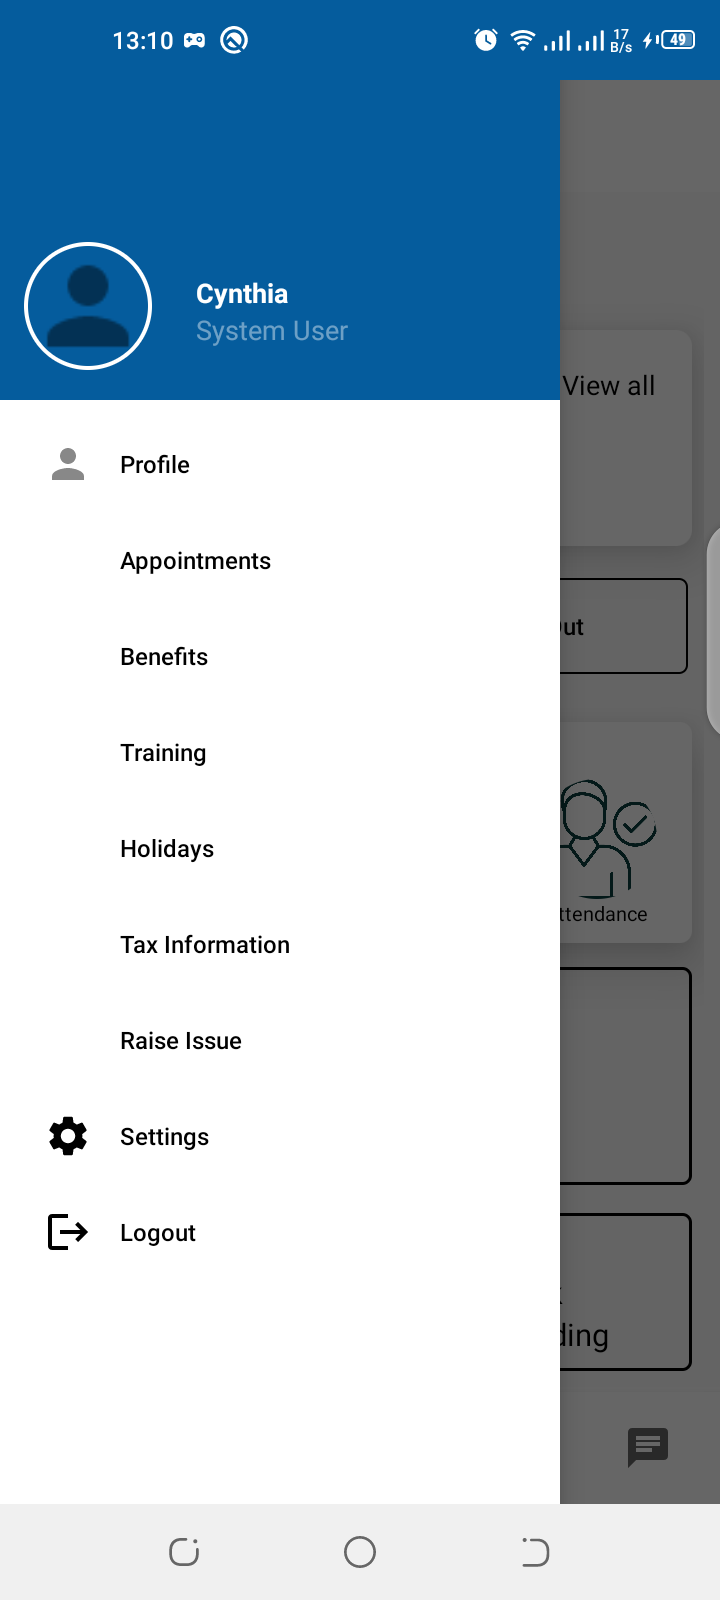 13:10
17
B/s
49
Cynthia
System User
View all
Profile
Appointments
Benefits
ut
Training
Holidays
ttendance
Tax Information
Raise Issue
Settings
Logout
ding